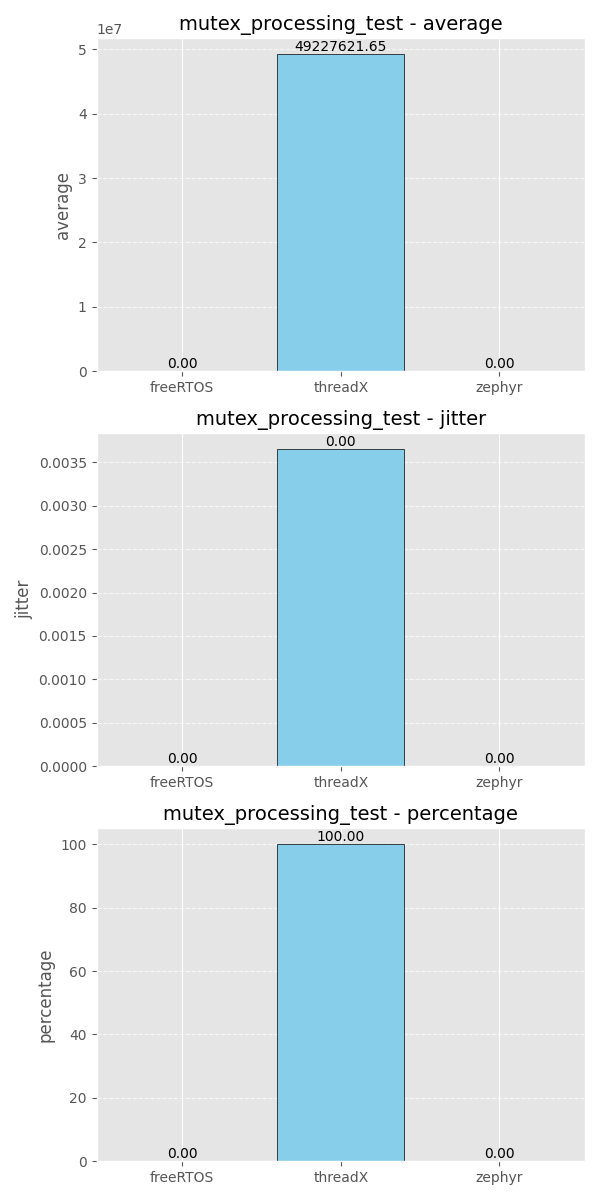 mutex_processing_test - average
1e7
49227621.65
5
4
3
2
1
0
average
0.00
0.00
freeRTOS threadX zephyr
mutex_processing_test - jitter
0.00
0.0035
0.0030
0.0025
0.0020
0.0015
0.0010
0.0005
0.0000
jitter
0.00
0.00
freeRTOS threadX zephyr
mutex_processing_test - percentage
100.00
100
80
60
40
20
0
percentage
0.00
0.00
freeRTOS threadX zephyr